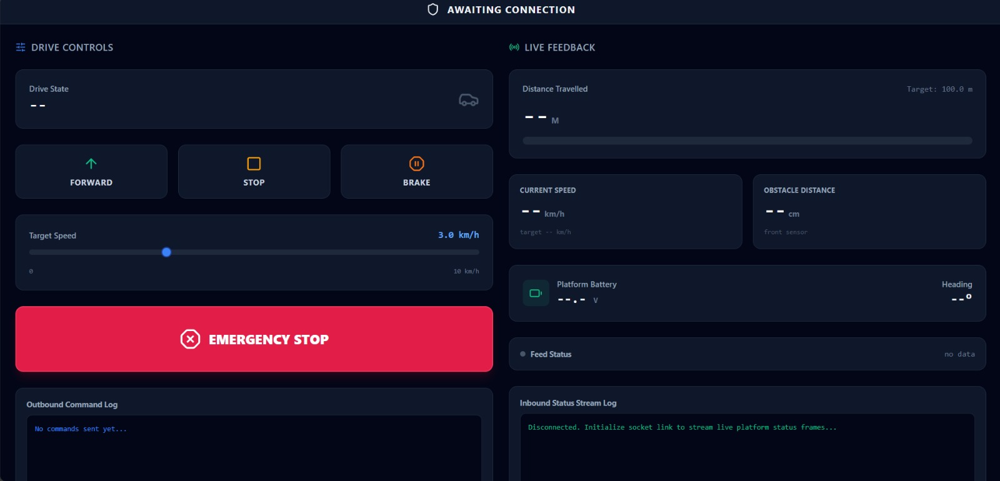 AWAITING CONNECTION
DRIVE CONTROLS
Drive State
--
FORWARD
STOP
BRAKE
Target Speed
3.0 km/h
0
10 km/h
EMERGENCY STOP
Outbound Command Log
No commands sent yet...
LIVE FEEDBACK
Distance Travelled
Target: 100.0 m
-- M
CURRENT SPEED
-- km/h
target -- km/h
OBSTACLE DISTANCE
-- cm
front sensor
Platform Battery
--.- V
Heading
--°
Feed Status
no data
Inbound Status Stream Log
Disconnected. Initialize socket link to stream live platform status frames...